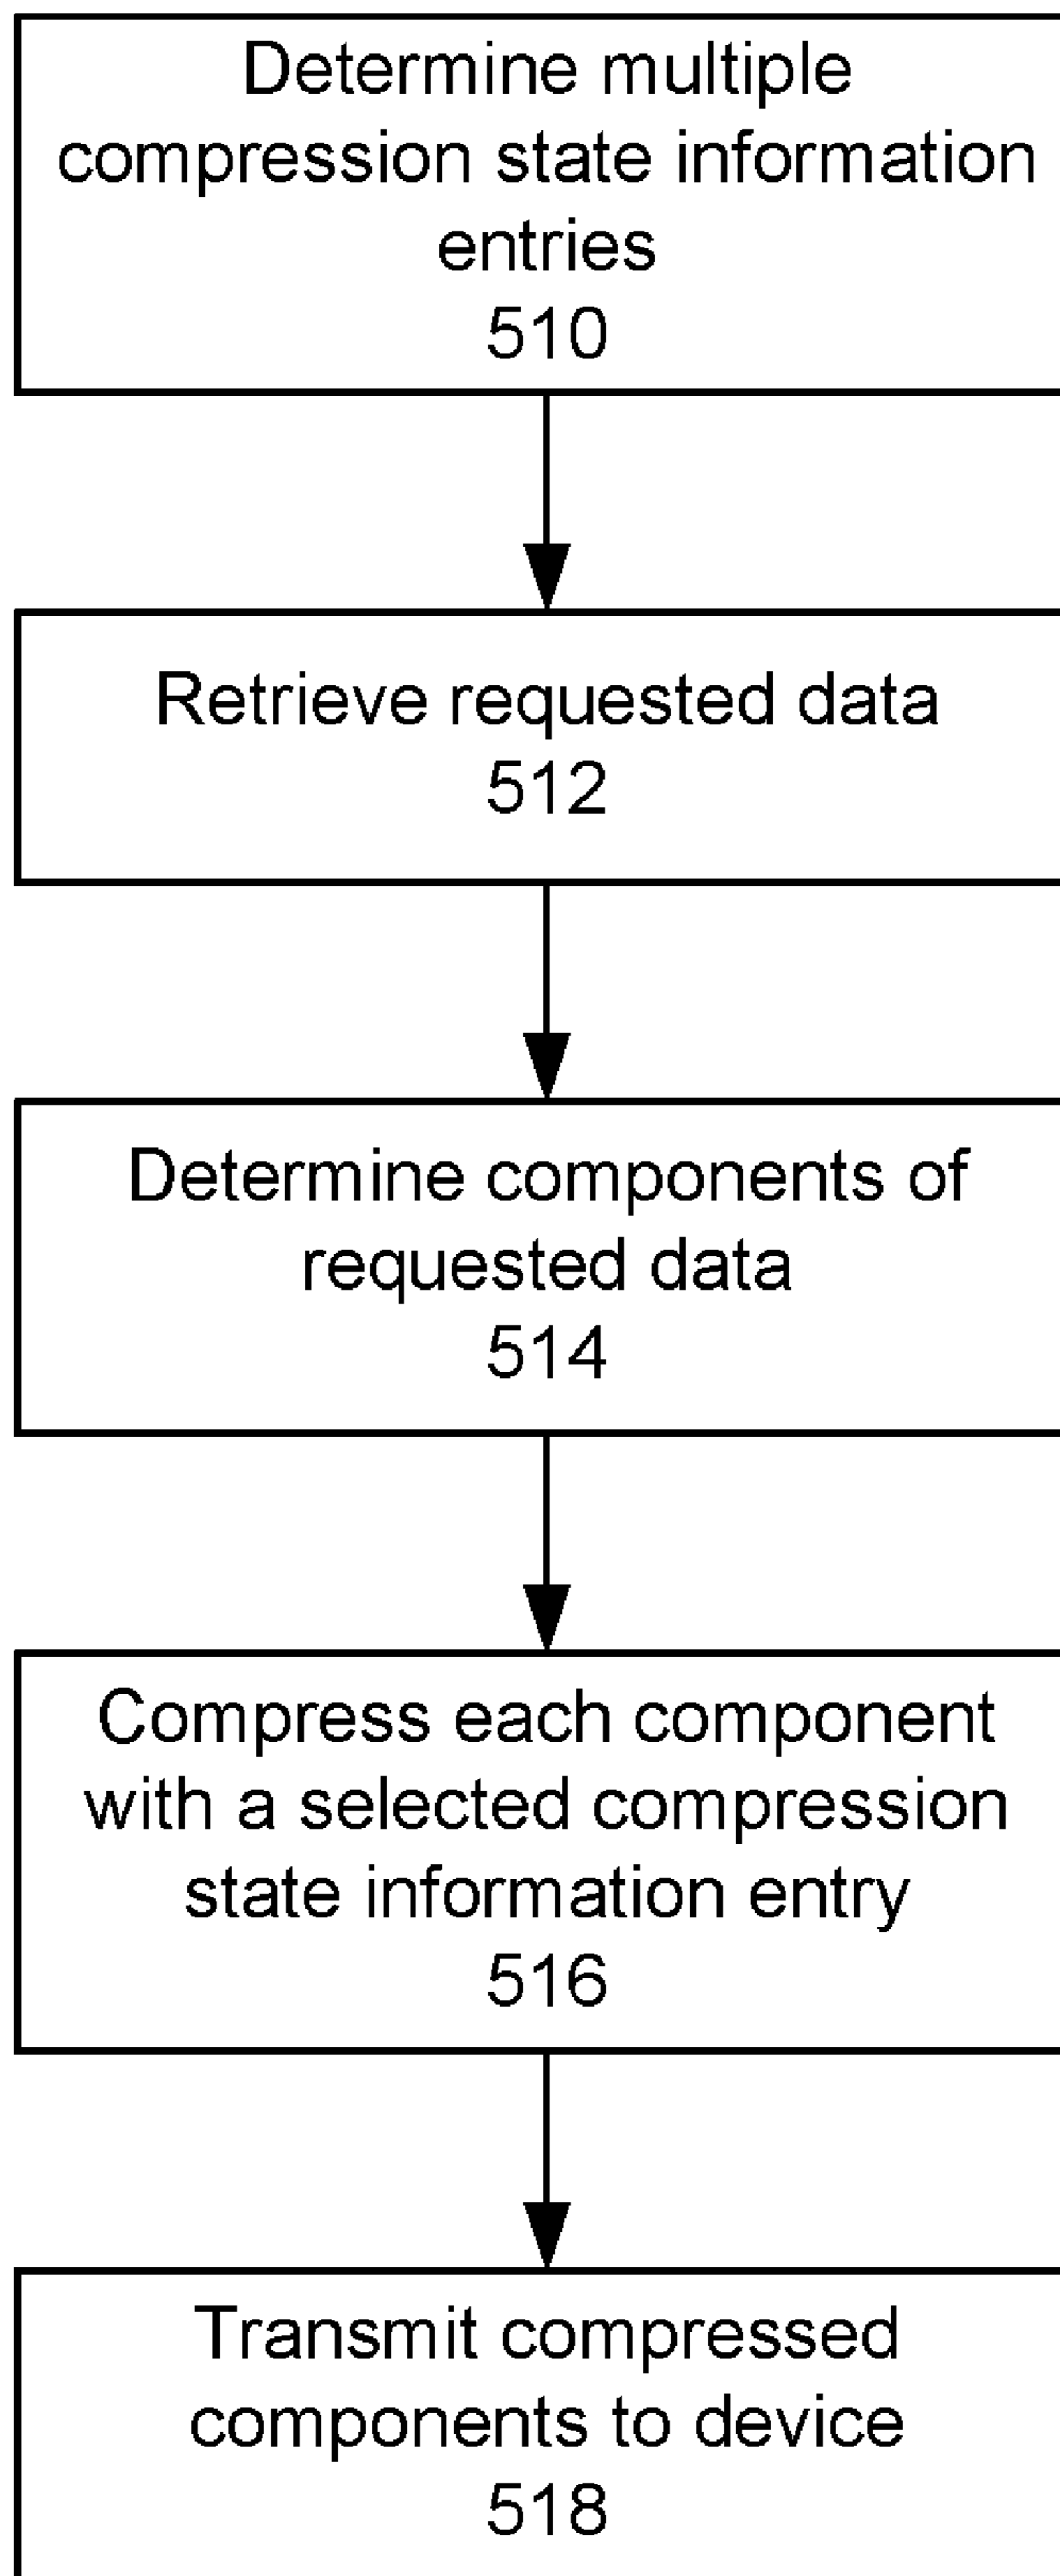 Determine multiple
compression state information
entries
510
Retrieve requested data
512
Determine components of
requested data
514
Compress each component
with a selected compression
state information entry
516
Transmit compressed
components to device
518